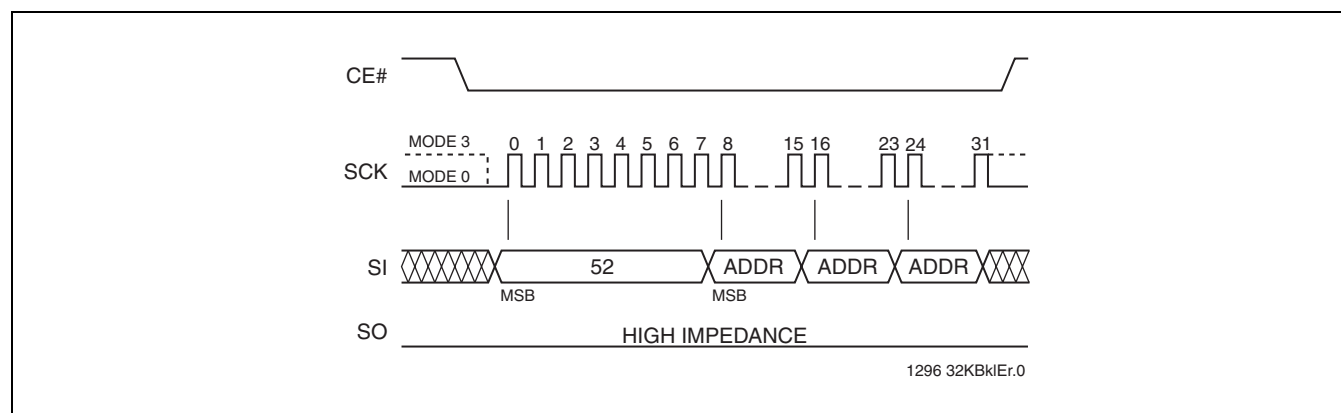 CE#
MODE 3
0 1 2 3 4 5 6 7 8 15 16 23 24 31
SCK
MODE 0
SI
52 ADDR ADDR ADDR
MSB MSB
SO
HIGH IMPEDANCE
1296 32KBklEr.0